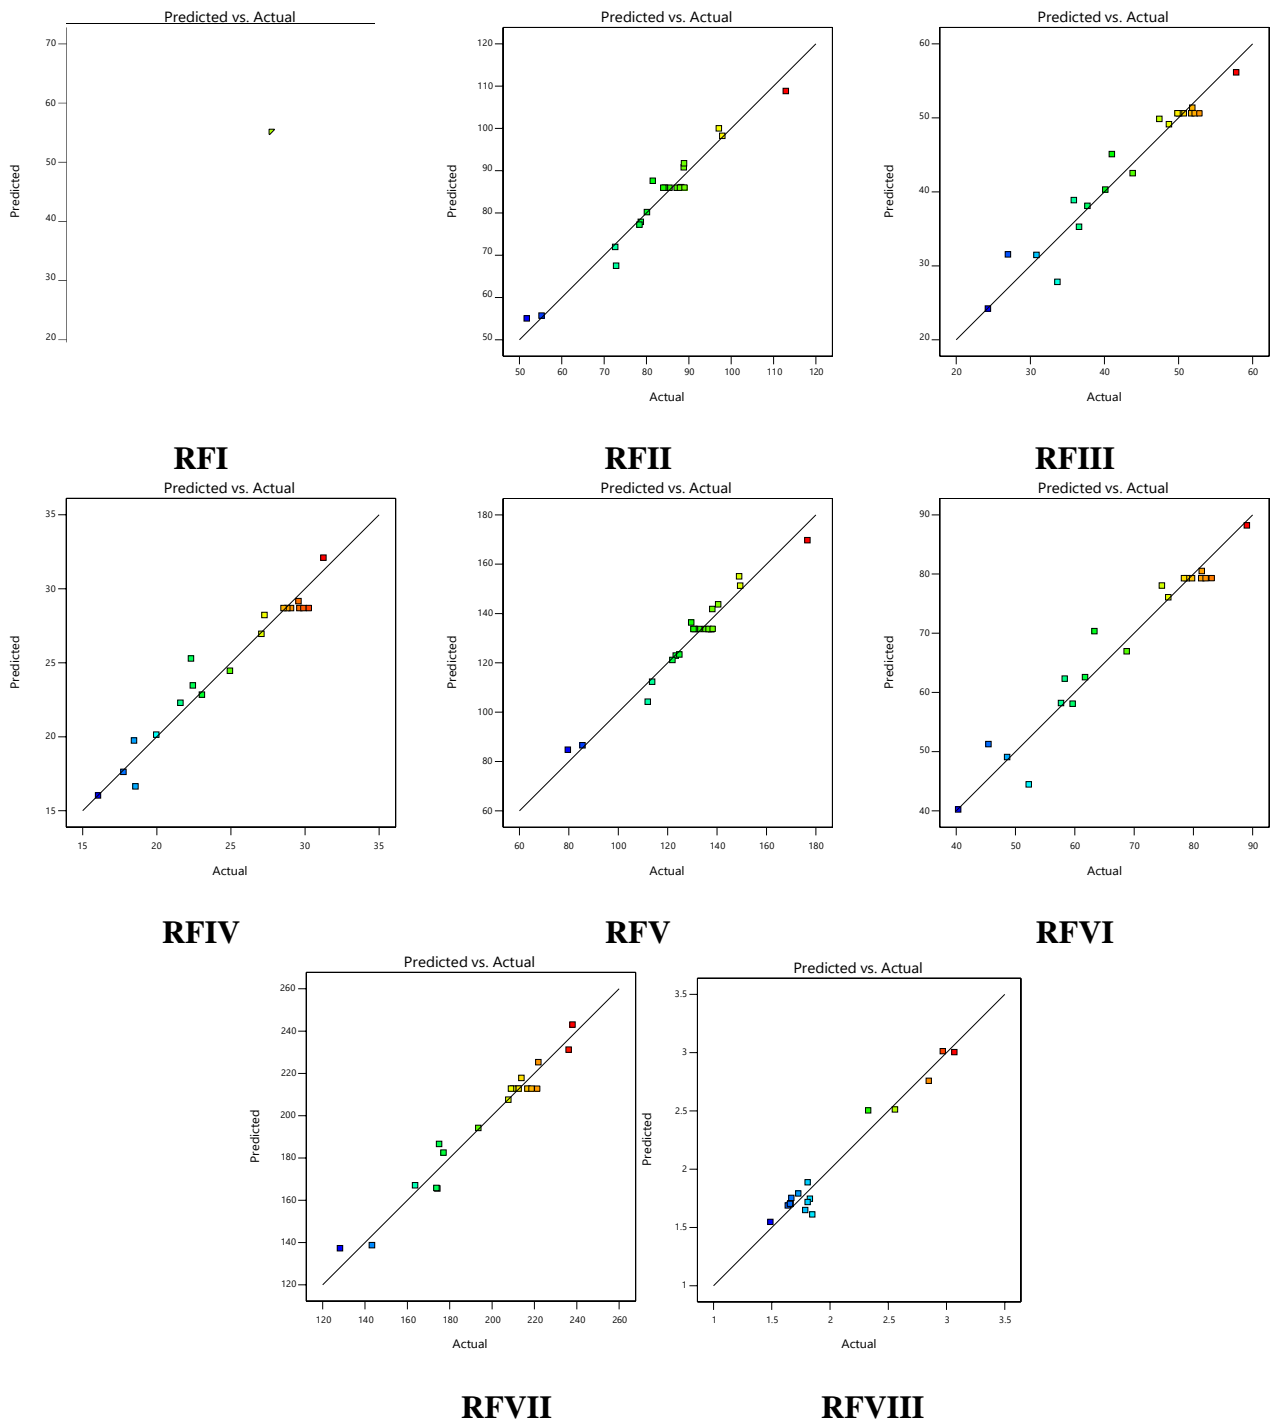 Predicted vs. Actual
70
60
50
40
30
20
Predicted
RFI
Predicted vs. Actual
120
110
100
90
80
70
60
50
Predicted
50 60 70 80 90 100 110 120
Actual
RFII
Predicted vs. Actual
60
50
40
30
20
Predicted
20 30 40 50 60
Actual
RFIII
Predicted vs. Actual
35
30
25
20
15
Predicted
15 20 25 30 35
Actual
RFIV
Predicted vs. Actual
180
160
140
120
100
80
60
Predicted
60 80 100 120 140 160 180
Actual
RFV
Predicted vs. Actual
90
80
70
60
50
40
Predicted
40 50 60 70 80 90
Actual
RFVI
Predicted vs. Actual
260
240
220
200
180
160
140
120
Predicted
120 140 160 180 200 220 240 260
Actual
RFVII
Predicted vs. Actual
3.5
3
2.5
2
1.5
1
Predicted
1 1.5 2 2.5 3 3.5
Actual
RFVIII